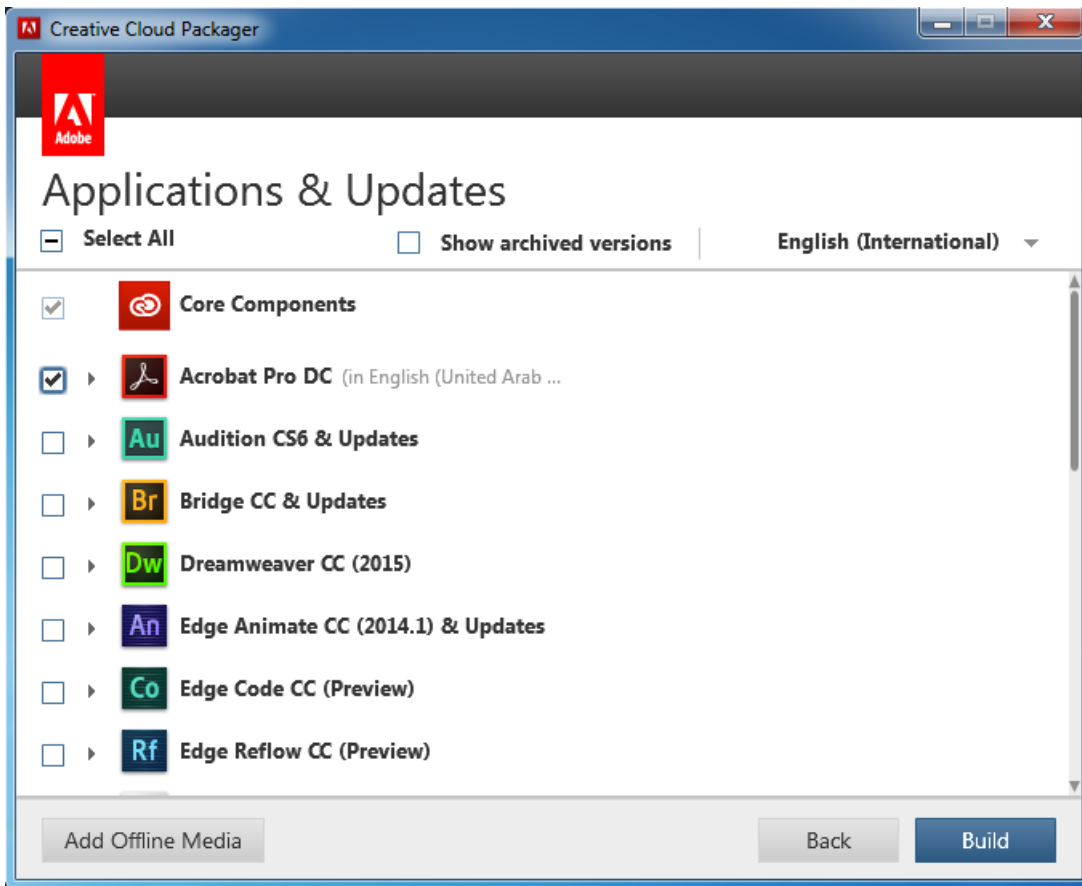 Creative Cloud Packager
Adobe
Applications & Updates
Select All
Show archived versions
English (International)
Core Components
Acrobat Pro DC (in English (United Arab ...
Au Audition CS6 & Updates
Br Bridge CC & Updates
Dw Dreamweaver CC (2015)
An Edge Animate CC (2014.1) & Updates
Co Edge Code CC (Preview)
Rf Edge Reflow CC (Preview)
Add Offline Media
Back
Build